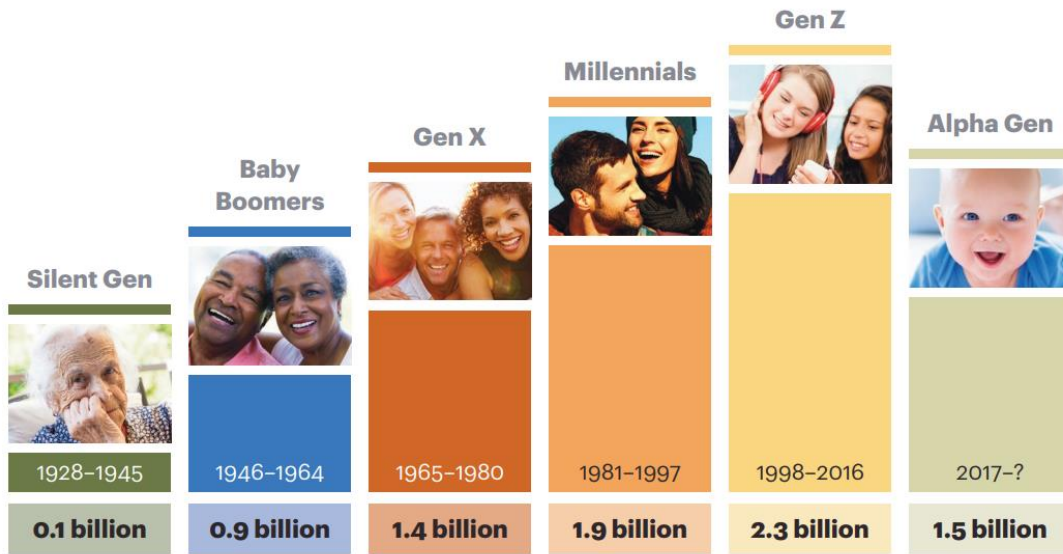 Silent Gen
1928–1945
0.1 billion
Baby
Boomers
1946–1964
0.9 billion
Gen X
1965–1980
1.4 billion
Millennials
1981–1997
1.9 billion
Gen Z
1998–2016
2.3 billion
Alpha Gen
2017–?
1.5 billion